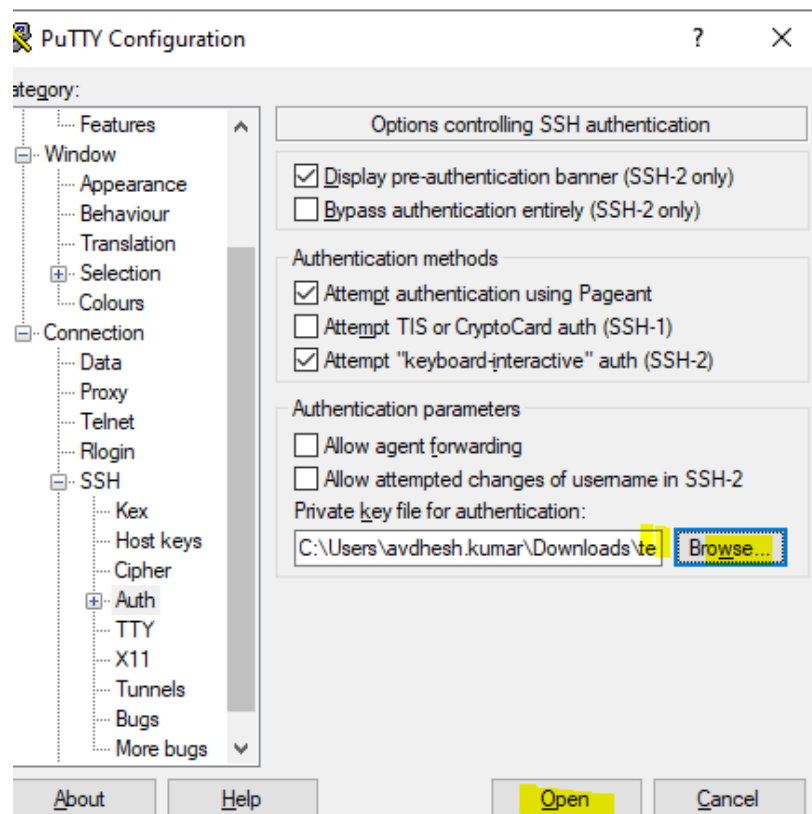 PuTTY Configuration
?
ategory:
Features
Window
Appearance
Behaviour
Translation
Selection
Colours
Connection
Data
Proxy
Telnet
Rlogin
SSH
Kex
Host keys
Cipher
Auth
TTY
X11
Tunnels
Bugs
More bugs
Options controlling SSH authentication
Display pre-authentication banner (SSH-2 only)
Bypass authentication entirely (SSH-2 only)
Authentication methods
Attempt authentication using Pageant
Attempt TIS or CryptoCard auth (SSH-1)
Attempt "keyboard-interactive" auth (SSH-2)
Authentication parameters
Allow agent forwarding
Allow attempted changes of username in SSH-2
Private key file for authentication:
C:\Users\avdhesh.kumar\Downloads\te Browse...
About Help Open Cancel